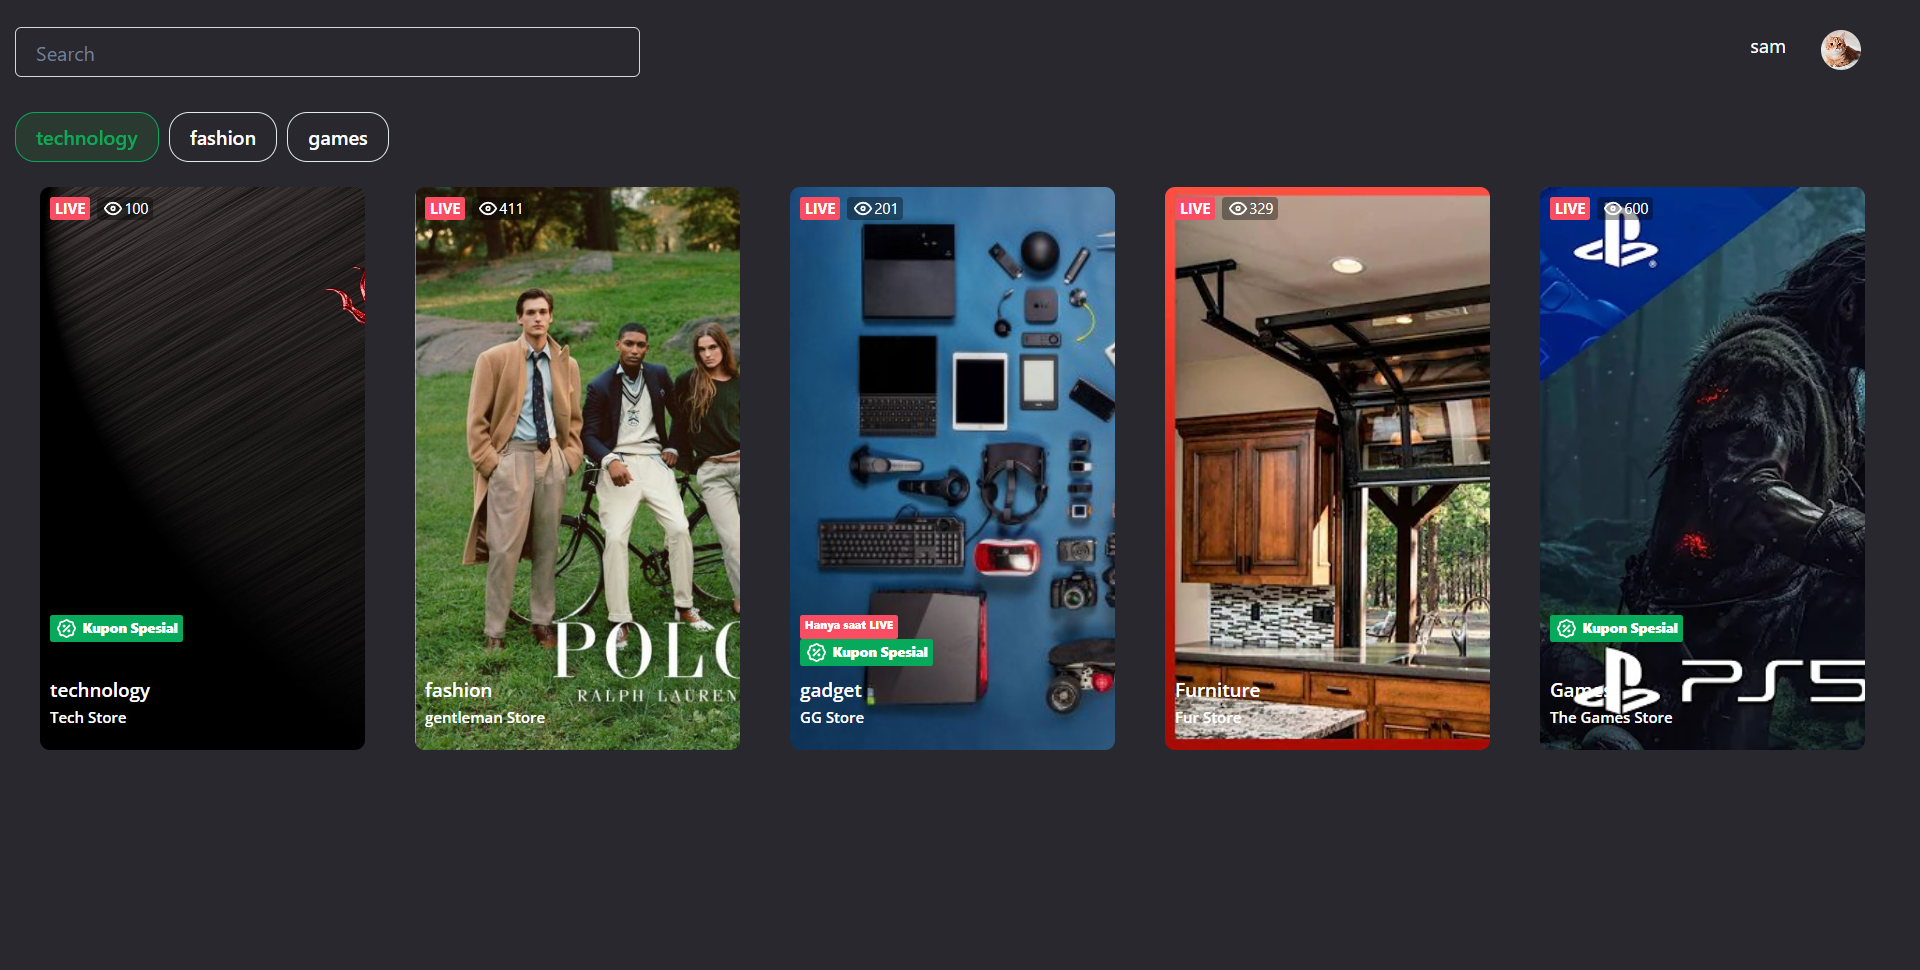 Search
sam
technology
fashion
games
LIVE 100
Kupon Spesial
technology
Tech Store
LIVE 411
POLO
RALPH LAUREN
fashion
gentleman Store
LIVE 201
Hanya saat LIVE
Kupon Spesial
gadget
GG Store
LIVE 329
Furniture
Fur Store
LIVE 600
Kupon Spesial
PS5
Games
The Games Store